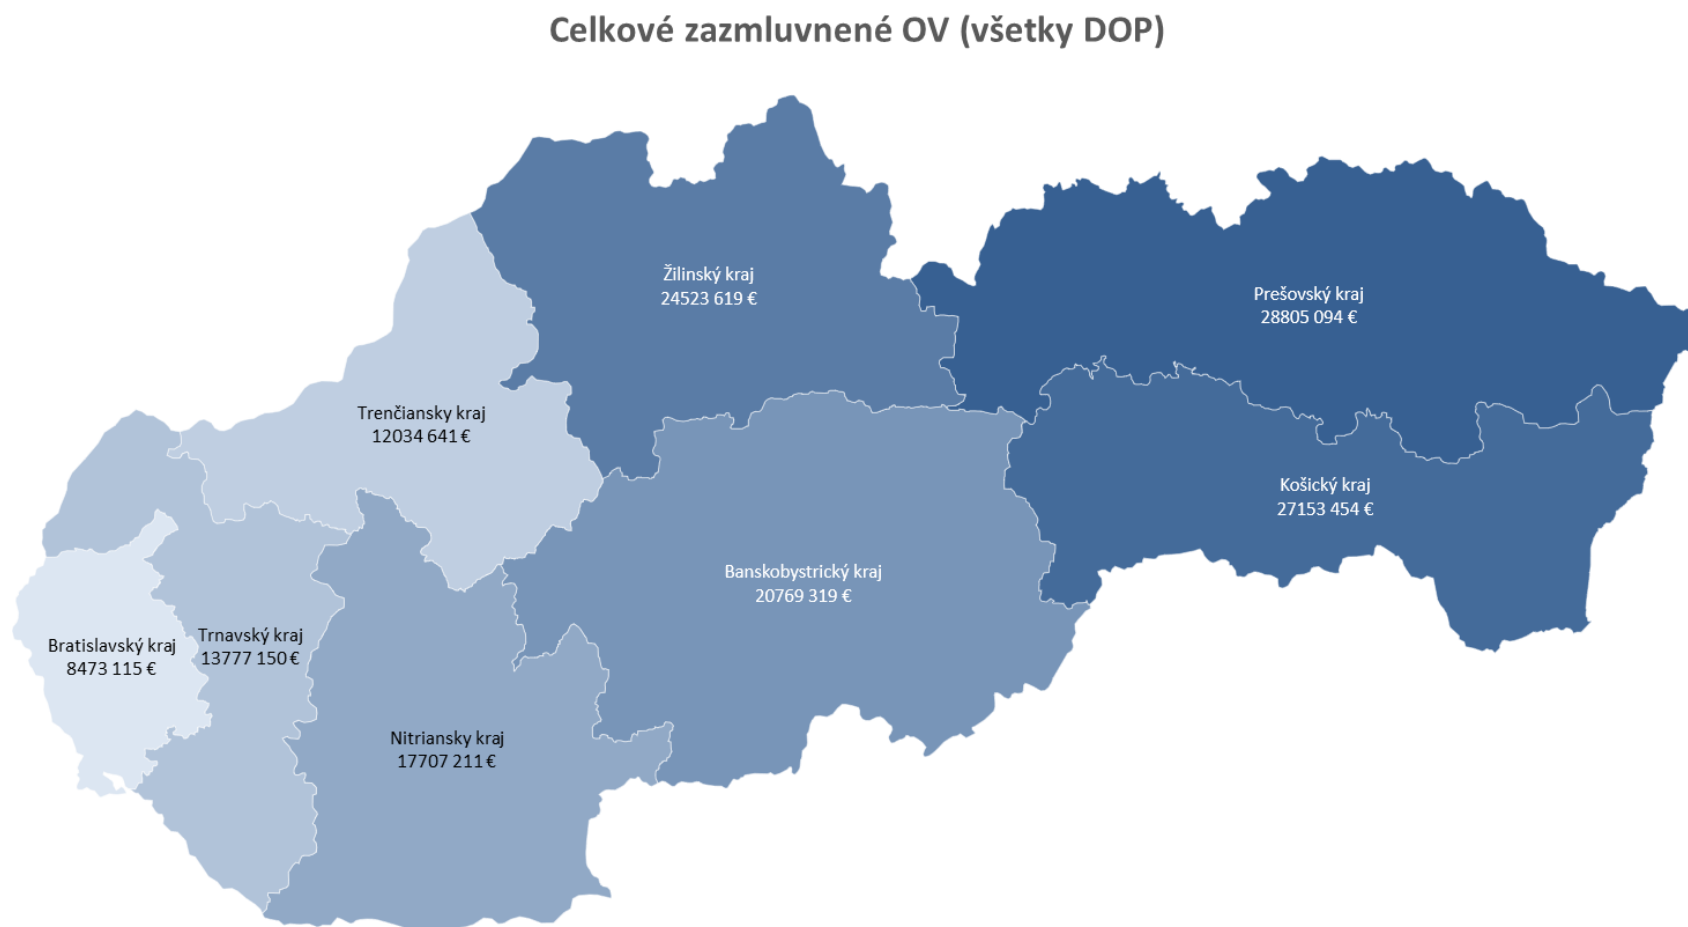 Celkové zazmluvnené OV (všetky DOP)
Žilinský kraj
24523 619 €
Prešovský kraj
28805 094 €
Trenčiansky kraj
12034 641 €
Košický kraj
27153 454 €
Banskobystrický kraj
20769 319 €
Bratislavský kraj
8473 115 €
Trnavský kraj
13777 150 €
Nitriansky kraj
17707 211 €